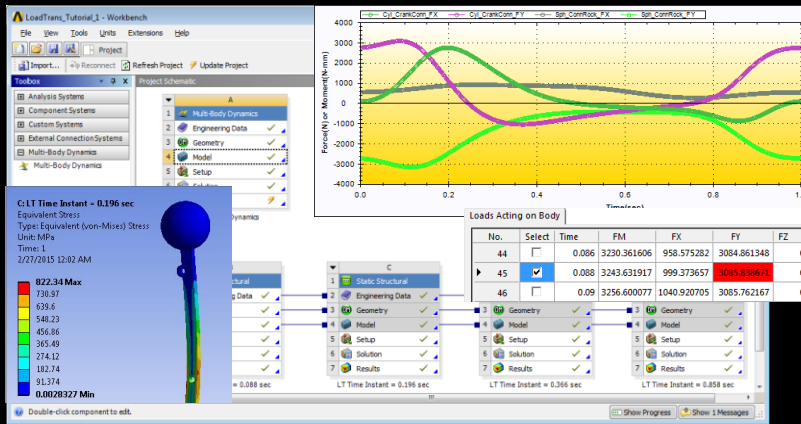 LoadTrans_Tutorial_1 - Workbench
File View Tools Units Extensions Help
Project
Import... Reconnect Refresh Project Update Project
Toolbox
Analysis Systems
Component Systems
Custom Systems
External Connection Systems
Multi-Body Dynamics
Multi-Body Dynamics
Project Schematic
A
1 Multi-Body Dynamics
2 Engineering Data
3 Geometry
4 Model
5 Setup
6 Solution
namics
Cyl_CrankConn_FX Cyl_CrankConn_FY Sph_ConnRock_FX Sph_ConnRock_FY
Force(N) or Moment(N-mm)
4000
3000
2000
1000
0
-1000
-2000
-3000
-4000
0.0 0.2 0.4 0.6 0.8 1.
Time(sec)
Loads Acting on Body
No. Select Time FM FX FY FZ
44 0.086 3230.361606 958.575282 3084.861348
45 0.088 3243.631917 999.373657 3085.838671
46 0.09 3256.600077 1040.920705 3085.762167
C: LT Time Instant = 0.196 sec
Equivalent Stress
Type: Equivalent (von-Mises) Stress
Unit: MPa
Time: 1
2/27/2015 12:02 AM
822.34 Max
730.97
639.6
548.23
456.86
365.49
274.12
182.74
91.374
0.0028327 Min
g Data
= 0.088 sec
C
1 Static Structural
2 Engineering Data
3 Geometry
4 Model
5 Setup
6 Solution
7 Results
LT Time Instant = 0.196 sec
3 Geometry
4 Model
5 Setup
6 Solution
7 Results
LT Time Instant = 0.366 sec
3 Geometry
4 Model
5 Setup
6 Solution
7 Results
LT Time Instant = 0.858 sec
Double-click component to edit.
Show Progress Show 1 Messages